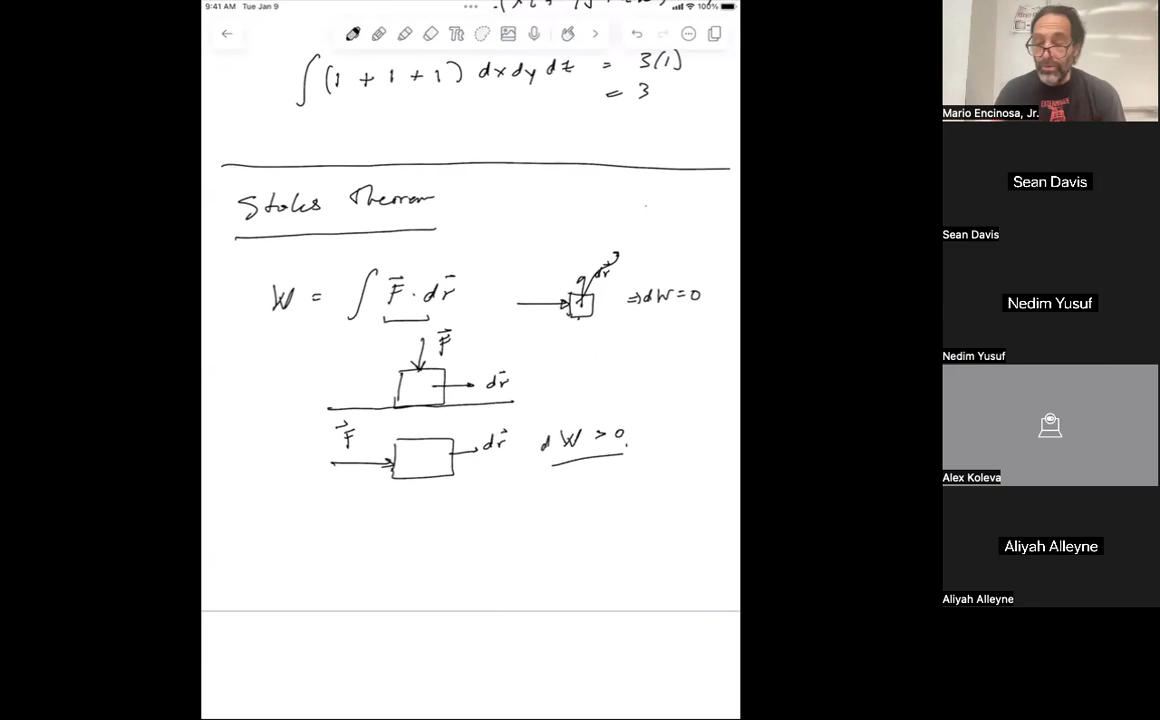 9:41 AM Tue Jan 9
100%
∫ (1 + 1 + 1) dx dy dz = 3(1)
= 3
Stokes Theorem
W = ∫ F⃗ · dr⃗
dr⃗
⇒ dW = 0
F⃗
dr⃗
F⃗
dr⃗
dW > 0.
Mario Encinosa, Jr.
EXTERMINATE
Sean Davis
Sean Davis
Nedim Yusuf
Nedim Yusuf
Alex Koleva
Aliyah Alleyne
Aliyah Alleyne